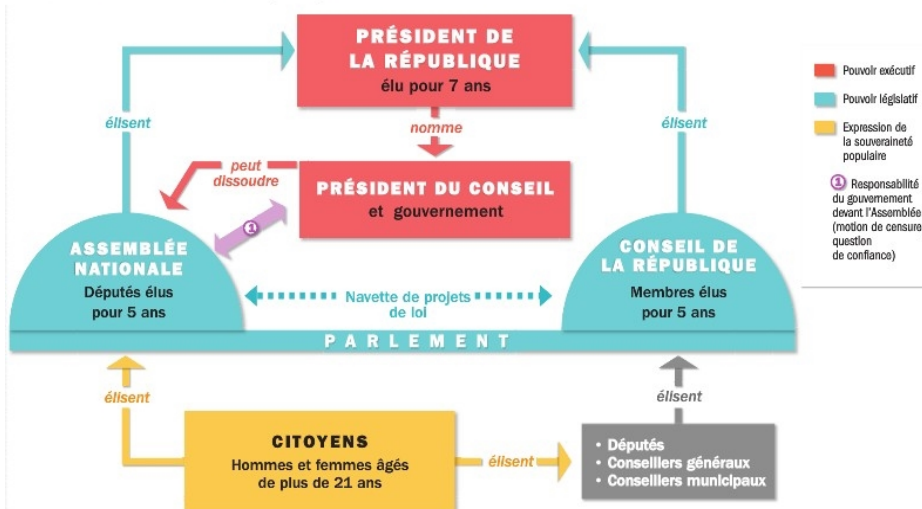 PRÉSIDENT DE
LA RÉPUBLIQUE
élu pour 7 ans
élisent
nomme
élisent
peut
dissoudre
PRÉSIDENT DU CONSEIL
et gouvernement
1
ASSEMBLÉE
NATIONALE
Députés élus
pour 5 ans
Navette de projets
de loi
CONSEIL DE
LA RÉPUBLIQUE
Membres élus
pour 5 ans
PARLEMENT
élisent
élisent
CITOYENS
Hommes et femmes âgés
de plus de 21 ans
élisent
• Députés
• Conseillers généraux
• Conseillers municipaux
Pouvoir exécutif
Pouvoir législatif
Expression de
la souveraineté
populaire
1 Responsabilité
du gouvernement
devant l'Assemblée
(motion de censure
question
de confiance)